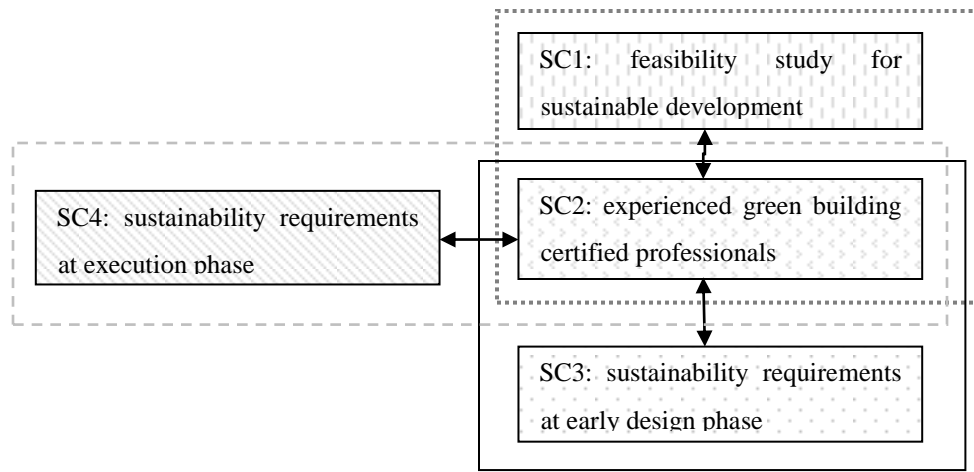 SC1: feasibility study for
sustainable development
SC4: sustainability requirements
at execution phase
SC2: experienced green building
certified professionals
SC3: sustainability requirements
at early design phase